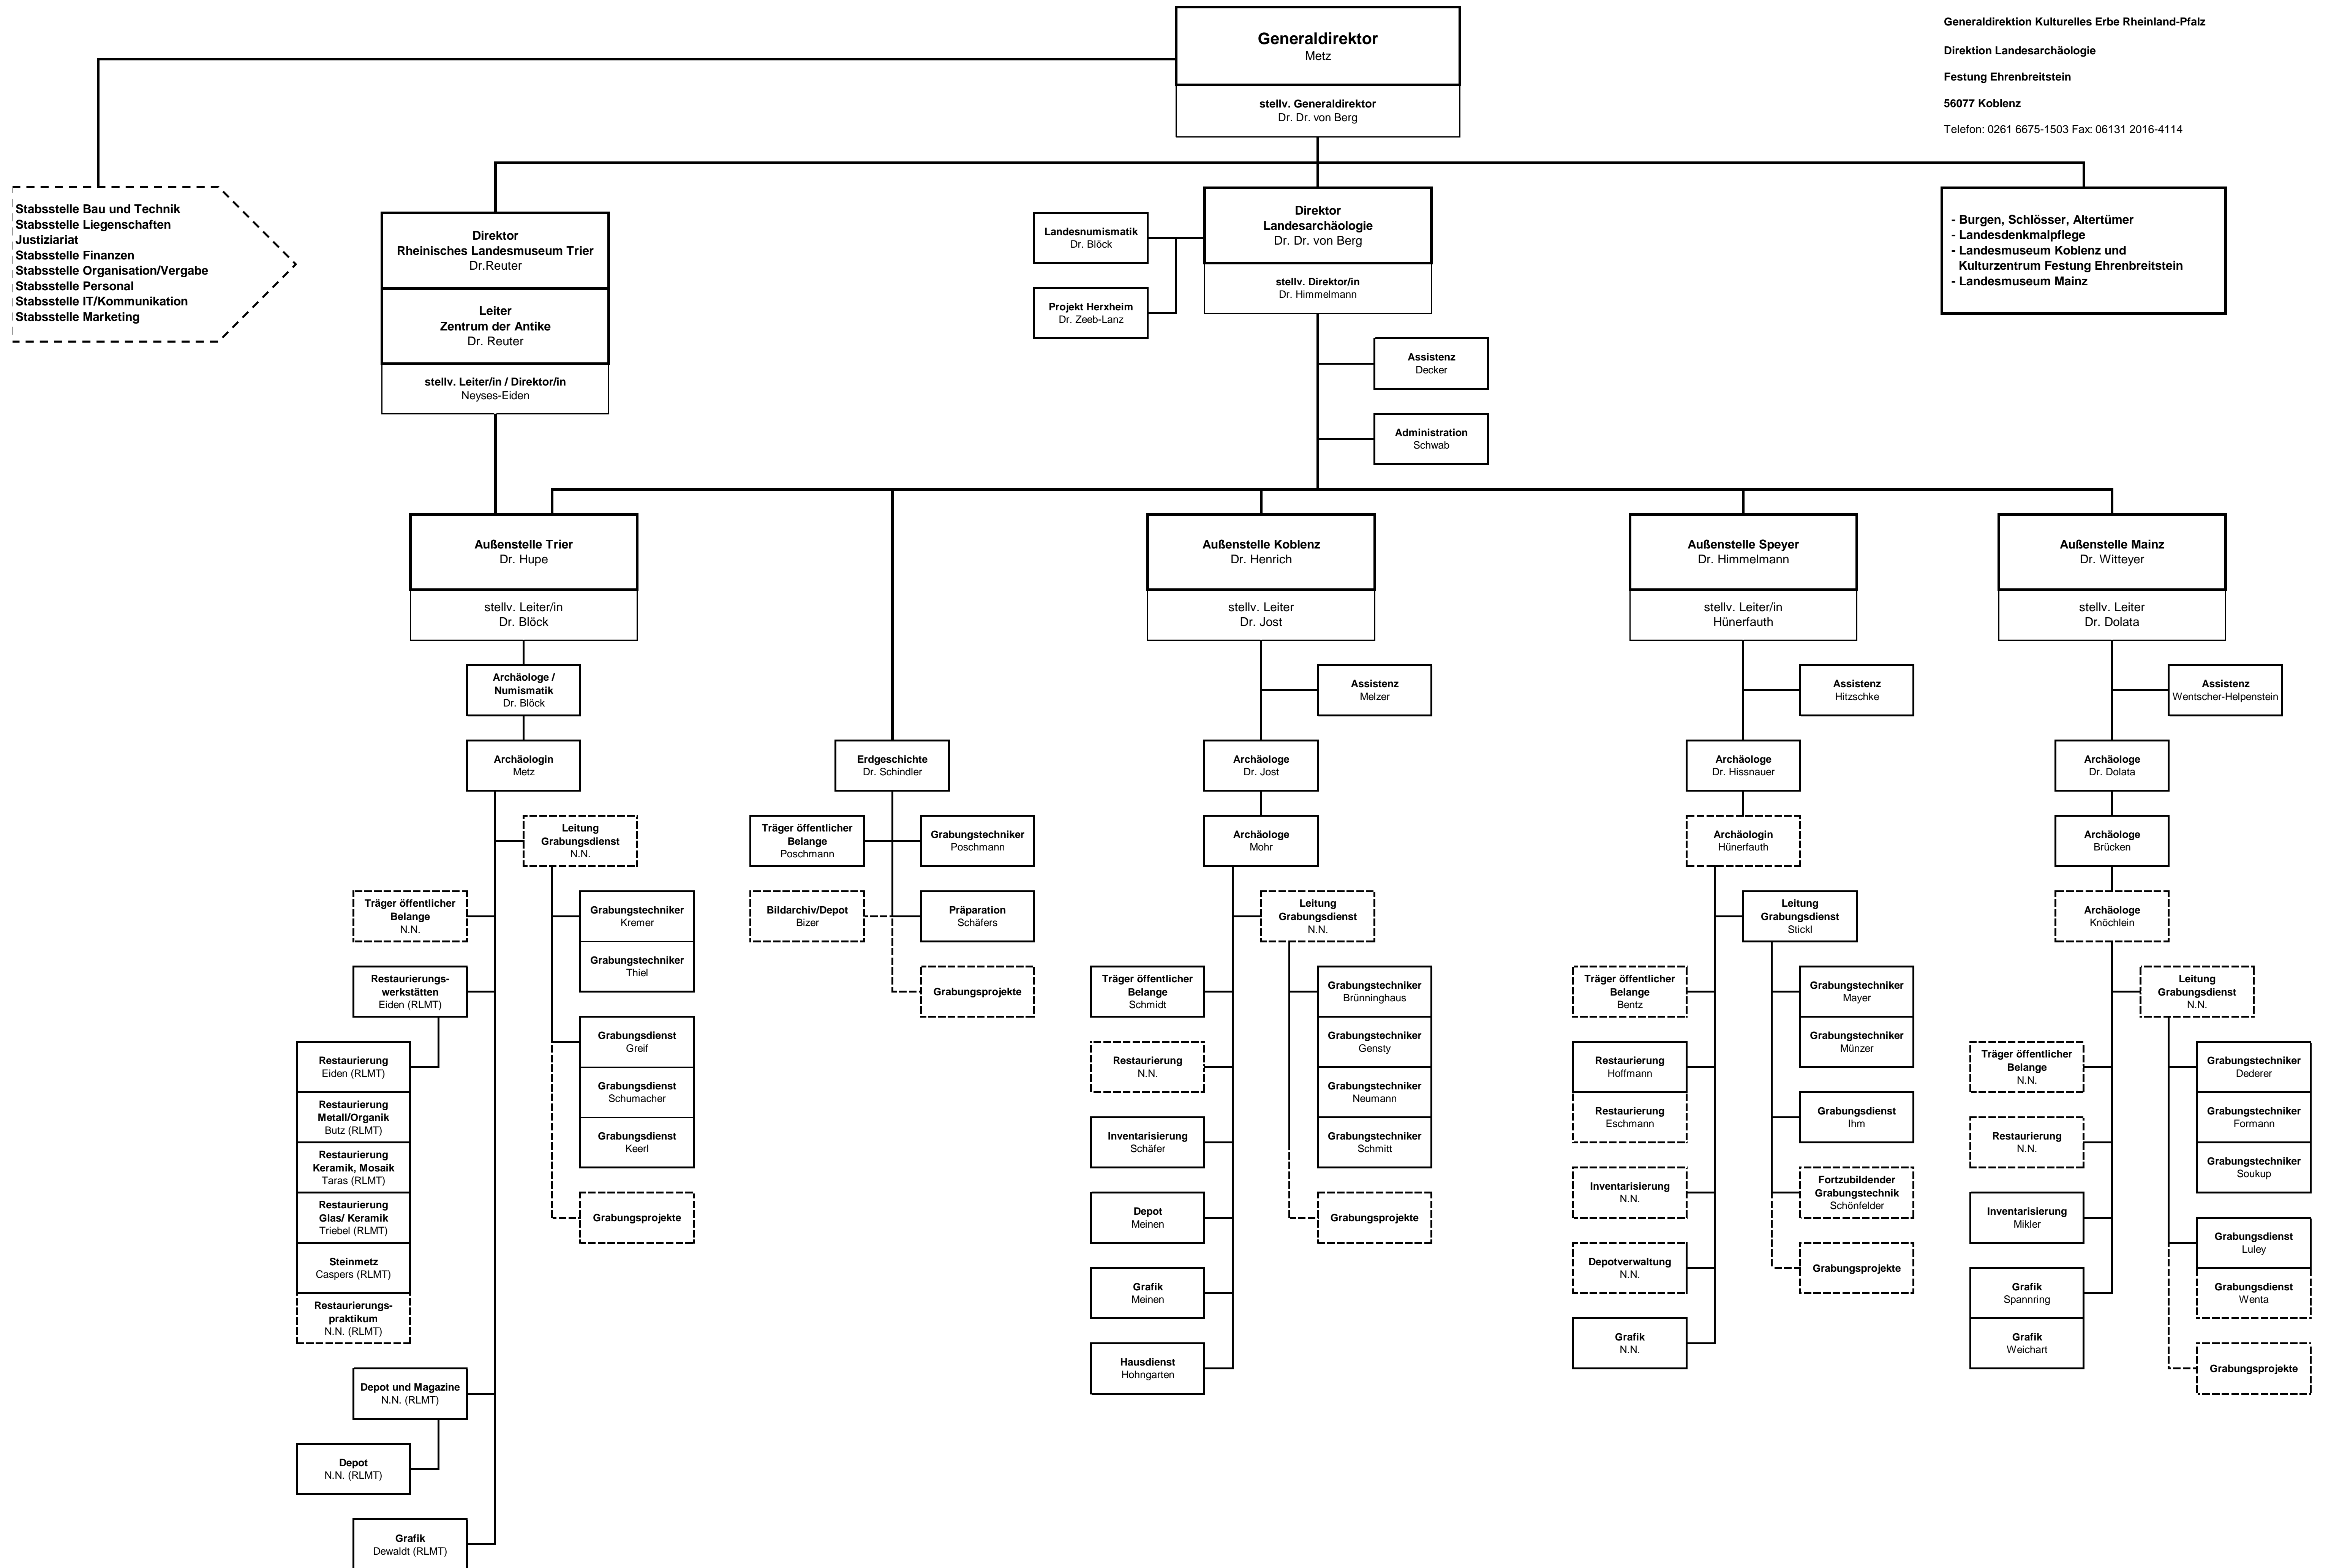 Generaldirektor
Metz
stellv. Generaldirektor
Dr. Dr. von Berg
Generaldirektion Kulturelles Erbe Rheinland-Pfalz
Direktion Landesarchäologie
Festung Ehrenbreitstein
56077 Koblenz
Telefon: 0261 6675-1503 Fax: 06131 2016-4114
Stabsstelle Bau und Technik
Stabsstelle Liegenschaften
Justiziariat
Stabsstelle Finanzen
Stabsstelle Organisation/Vergabe
Stabsstelle Personal
Stabsstelle IT/Kommunikation
Stabsstelle Marketing
Direktor
Rheinisches Landesmuseum Trier
Dr.Reuter
Leiter
Zentrum der Antike
Dr. Reuter
stellv. Leiter/in / Direktor/in
Neyses-Eiden
Landesnumismatik
Dr. Blöck
Projekt Herxheim
Dr. Zeeb-Lanz
Direktor
Landesarchäologie
Dr. Dr. von Berg
stellv. Direktor/in
Dr. Himmelmann
Assistenz
Decker
Administration
Schwab
- Burgen, Schlösser, Altertümer
- Landesdenkmalpflege
- Landesmuseum Koblenz und
Kulturzentrum Festung Ehrenbreitstein
- Landesmuseum Mainz
Außenstelle Trier
Dr. Hupe
stellv. Leiter/in
Dr. Blöck
Archäologe /
Numismatik
Dr. Blöck
Archäologin
Metz
Leitung
Grabungsdienst
N.N.
Träger öffentlicher
Belange
N.N.
Grabungstechniker
Kremer
Grabungstechniker
Thiel
Restaurierungs-
werkstätten
Eiden (RLMT)
Grabungsdienst
Greif
Grabungsdienst
Schumacher
Grabungsdienst
Keerl
Grabungsprojekte
Restaurierung
Eiden (RLMT)
Restaurierung
Metall/Organik
Butz (RLMT)
Restaurierung
Keramik, Mosaik
Taras (RLMT)
Restaurierung
Glas/ Keramik
Triebel (RLMT)
Steinmetz
Caspers (RLMT)
Restaurierungs-
praktikum
N.N. (RLMT)
Depot und Magazine
N.N. (RLMT)
Depot
N.N. (RLMT)
Grafik
Dewaldt (RLMT)
Erdgeschichte
Dr. Schindler
Träger öffentlicher
Belange
Poschmann
Grabungstechniker
Poschmann
Bildarchiv/Depot
Bizer
Präparation
Schäfers
Grabungsprojekte
Außenstelle Koblenz
Dr. Henrich
stellv. Leiter
Dr. Jost
Assistenz
Melzer
Archäologe
Dr. Jost
Archäologe
Mohr
Leitung
Grabungsdienst
N.N.
Träger öffentlicher
Belange
Schmidt
Restaurierung
N.N.
Inventarisierung
Schäfer
Depot
Meinen
Grafik
Meinen
Hausdienst
Hohngarten
Grabungstechniker
Brünninghaus
Grabungstechniker
Gensty
Grabungstechniker
Neumann
Grabungstechniker
Schmitt
Grabungsprojekte
Außenstelle Speyer
Dr. Himmelmann
stellv. Leiter/in
Hünerfauth
Assistenz
Hitzschke
Archäologe
Dr. Hissnauer
Archäologin
Hünerfauth
Leitung
Grabungsdienst
Stickl
Träger öffentlicher
Belange
Bentz
Restaurierung
Hoffmann
Restaurierung
Eschmann
Inventarisierung
N.N.
Depotverwaltung
N.N.
Grafik
N.N.
Grabungstechniker
Mayer
Grabungstechniker
Münzer
Grabungsdienst
Ihm
Fortzubildender
Grabungstechnik
Schönfelder
Grabungsprojekte
Außenstelle Mainz
Dr. Witteyer
stellv. Leiter
Dr. Dolata
Assistenz
Wentscher-Helpenstein
Archäologe
Dr. Dolata
Archäologe
Brücken
Archäologe
Knöchlein
Leitung
Grabungsdienst
N.N.
Träger öffentlicher
Belange
N.N.
Restaurierung
N.N.
Inventarisierung
Mikler
Grafik
Spannring
Grafik
Weichart
Grabungstechniker
Dederer
Grabungstechniker
Formann
Grabungstechniker
Soukup
Grabungsdienst
Luley
Grabungsdienst
Wenta
Grabungsprojekte